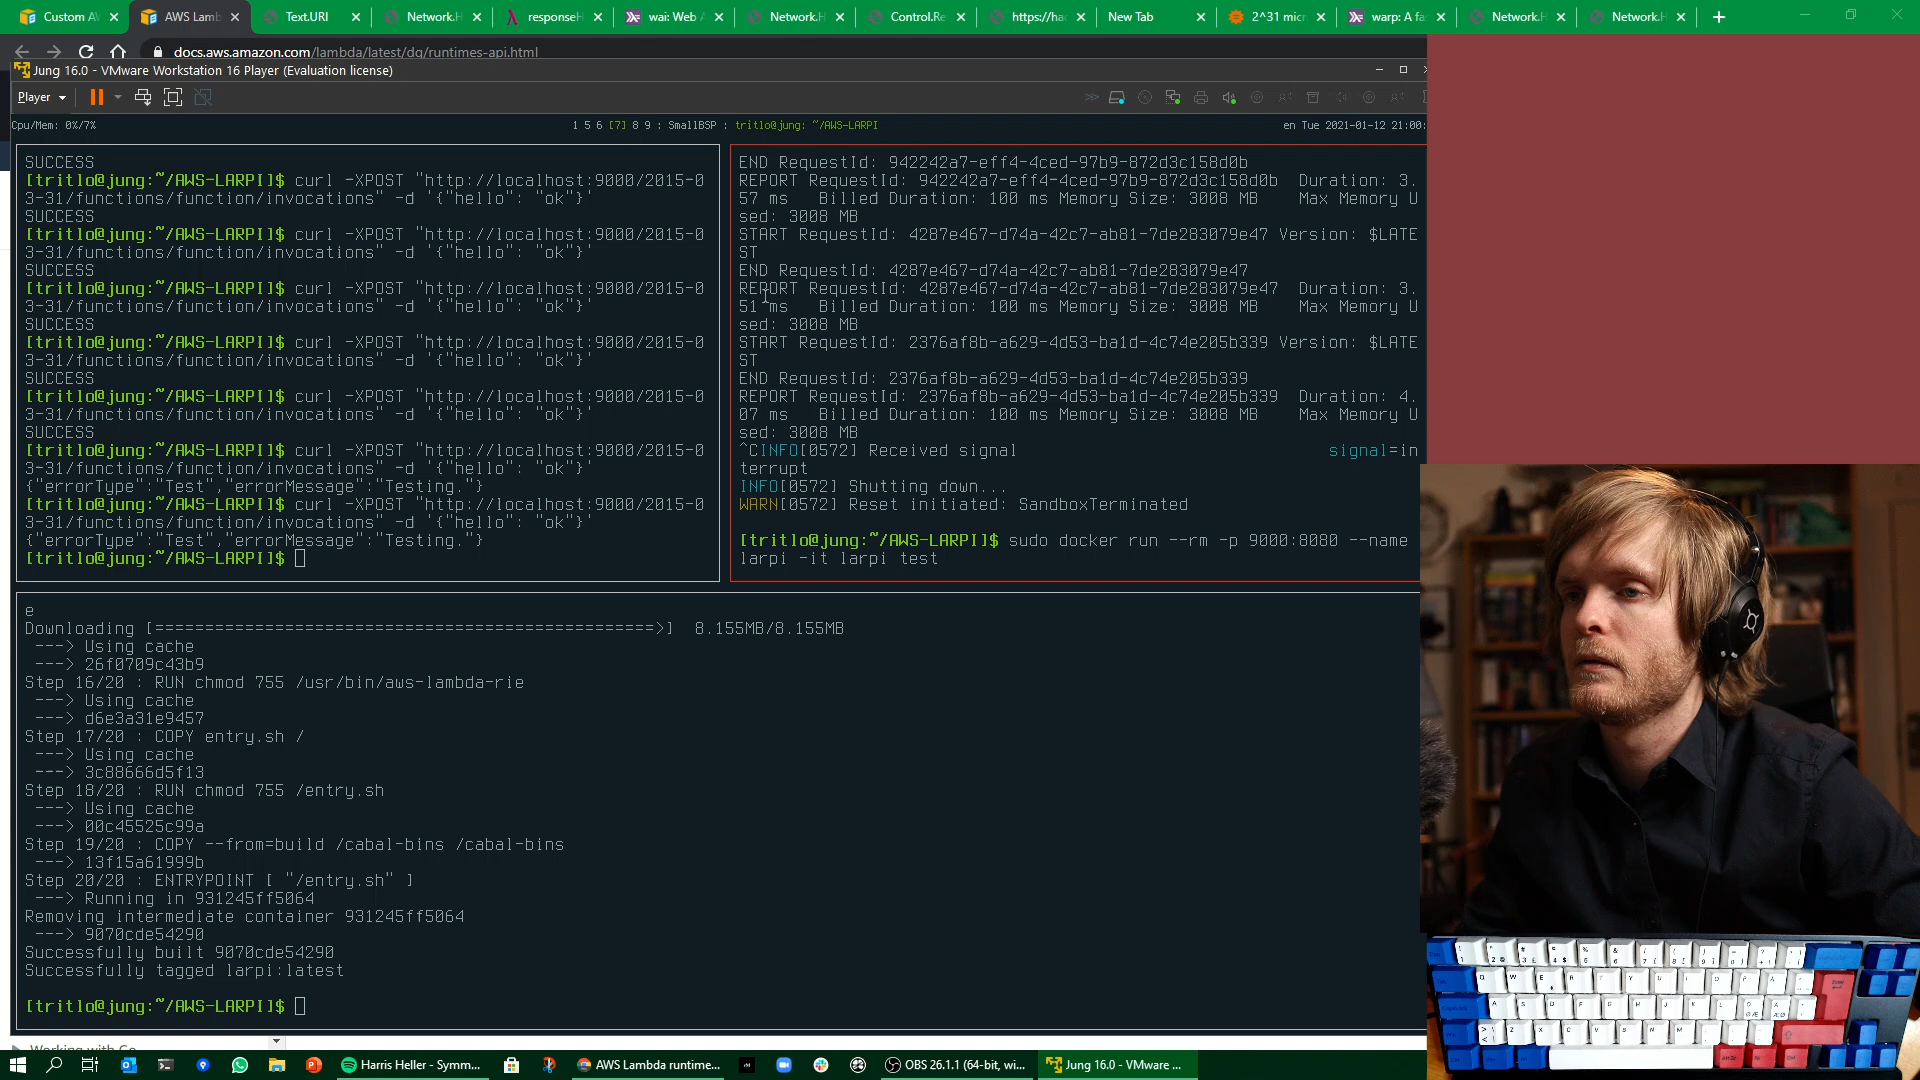 Custom A
AWS Lamb
Text.URI
Network.H
responseH
wai: Web A
Network.H
Control.Re
https://ha
New Tab
2^31 micr
warp: A fa
Network.H
Network.H
docs.aws.amazon.com/lambda/latest/dg/runtimes-api.html
Jung 16.0 - VMware Workstation 16 Player (Evaluation license)
Player
Cpu/Mem: 0%/7%
1 5 6 [7] 8 9 : SmallBSP : tritlo@jung: ~/AWS-LARPI
en Tue 2021-01-12 21:00:
SUCCESS
[tritlo@jung:~/AWS-LARPI]$ curl -XPOST "http://localhost:9000/2015-0
3-31/functions/function/invocations" -d '{"hello": "ok"}'
SUCCESS
[tritlo@jung:~/AWS-LARPI]$ curl -XPOST "http://localhost:9000/2015-0
3-31/functions/function/invocations" -d '{"hello": "ok"}'
SUCCESS
[tritlo@jung:~/AWS-LARPI]$ curl -XPOST "http://localhost:9000/2015-0
3-31/functions/function/invocations" -d '{"hello": "ok"}'
SUCCESS
[tritlo@jung:~/AWS-LARPI]$ curl -XPOST "http://localhost:9000/2015-0
3-31/functions/function/invocations" -d '{"hello": "ok"}'
SUCCESS
[tritlo@jung:~/AWS-LARPI]$ curl -XPOST "http://localhost:9000/2015-0
3-31/functions/function/invocations" -d '{"hello": "ok"}'
SUCCESS
[tritlo@jung:~/AWS-LARPI]$ curl -XPOST "http://localhost:9000/2015-0
3-31/functions/function/invocations" -d '{"hello": "ok"}'
{"errorType":"Test","errorMessage":"Testing."}
[tritlo@jung:~/AWS-LARPI]$ curl -XPOST "http://localhost:9000/2015-0
3-31/functions/function/invocations" -d '{"hello": "ok"}'
{"errorType":"Test","errorMessage":"Testing."}
[tritlo@jung:~/AWS-LARPI]$
END RequestId: 942242a7-eff4-4ced-97b9-872d3c158d0b
REPORT RequestId: 942242a7-eff4-4ced-97b9-872d3c158d0b Duration: 3.
57 ms Billed Duration: 100 ms Memory Size: 3008 MB Max Memory U
sed: 3008 MB
START RequestId: 4287e467-d74a-42c7-ab81-7de283079e47 Version: $LATE
ST
END RequestId: 4287e467-d74a-42c7-ab81-7de283079e47
REPORT RequestId: 4287e467-d74a-42c7-ab81-7de283079e47 Duration: 3.
51 ms Billed Duration: 100 ms Memory Size: 3008 MB Max Memory U
sed: 3008 MB
START RequestId: 2376af8b-a629-4d53-ba1d-4c74e205b339 Version: $LATE
ST
END RequestId: 2376af8b-a629-4d53-ba1d-4c74e205b339
REPORT RequestId: 2376af8b-a629-4d53-ba1d-4c74e205b339 Duration: 4.
07 ms Billed Duration: 100 ms Memory Size: 3008 MB Max Memory U
sed: 3008 MB
^CINFO[0572] Received signal signal=in
terrupt
INFO[0572] Shutting down...
WARN[0572] Reset initiated: SandboxTerminated
[tritlo@jung:~/AWS-LARPI]$ sudo docker run --rm -p 9000:8080 --name
larpi -it larpi test
e
Downloading [==================================================>] 8.155MB/8.155MB
---> Using cache
---> 26f0709c43b9
Step 16/20 : RUN chmod 755 /usr/bin/aws-lambda-rie
---> Using cache
---> d6e3a31e9457
Step 17/20 : COPY entry.sh /
---> Using cache
---> 3c88666d5f13
Step 18/20 : RUN chmod 755 /entry.sh
---> Using cache
---> 00c45525c99a
Step 19/20 : COPY --from=build /cabal-bins /cabal-bins
---> 13f15a61999b
Step 20/20 : ENTRYPOINT [ "/entry.sh" ]
---> Running in 931245ff5064
Removing intermediate container 931245ff5064
---> 9070cde54290
Successfully built 9070cde54290
Successfully tagged larpi:latest
[tritlo@jung:~/AWS-LARPI]$
Working with Go
Harris Heller - Symm...
AWS Lambda runtime...
OBS 26.1.1 (64-bit, wi...
Jung 16.0 - VMware ...